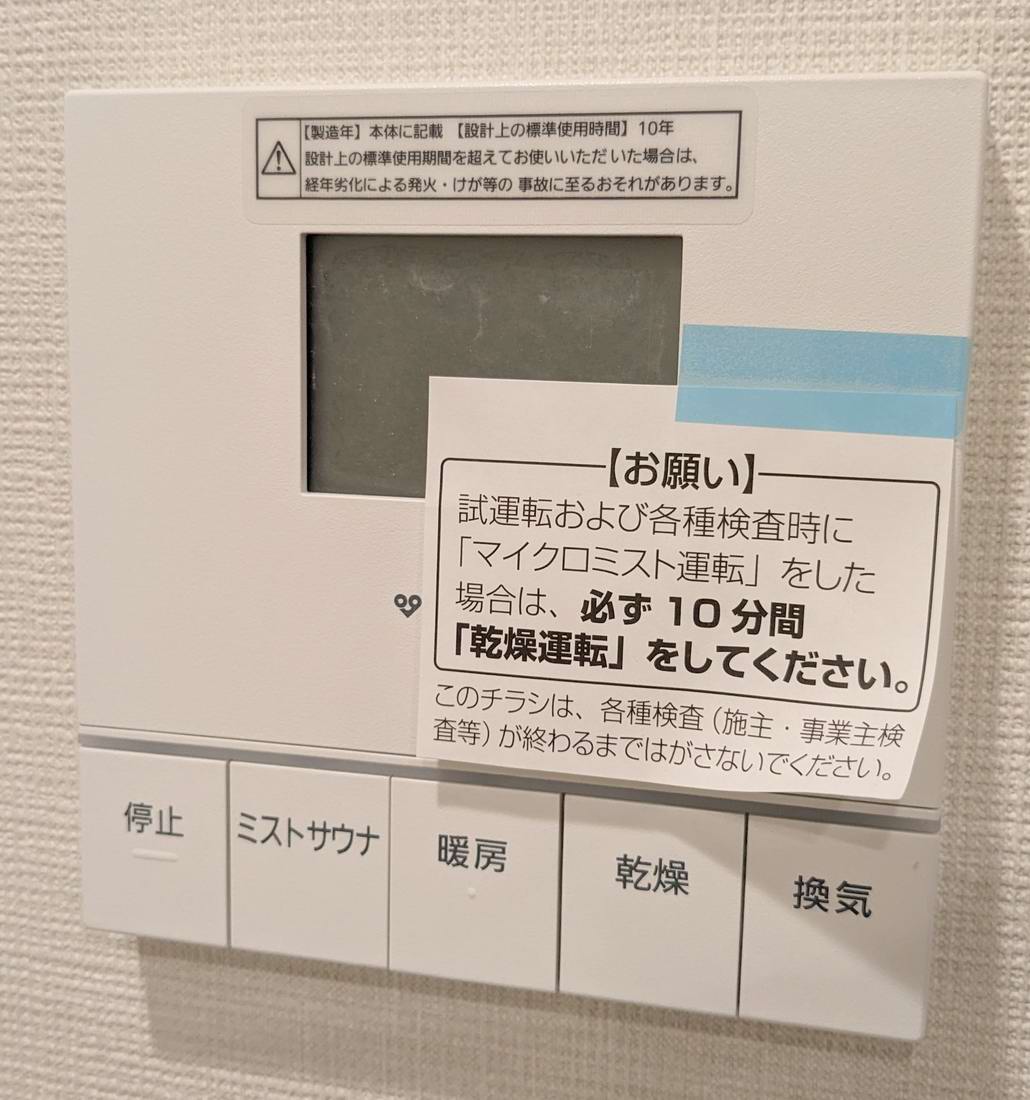 【製造年】本体に記載 【設計上の標準使用時間】10年
設計上の標準使用期間を超えてお使いいただいた場合は、
経年劣化による発火・けが等の 事故に至るおそれがあります。
【お願い】
試運転および各種検査時に
「マイクロミスト運転」をした
場合は、必ず 10 分間
「乾燥運転」をしてください。
このチラシは、各種検査(施主・事業主検
査等)が終わるまではがさないでください。
停止
ミストサウナ
暖房
乾燥
換気